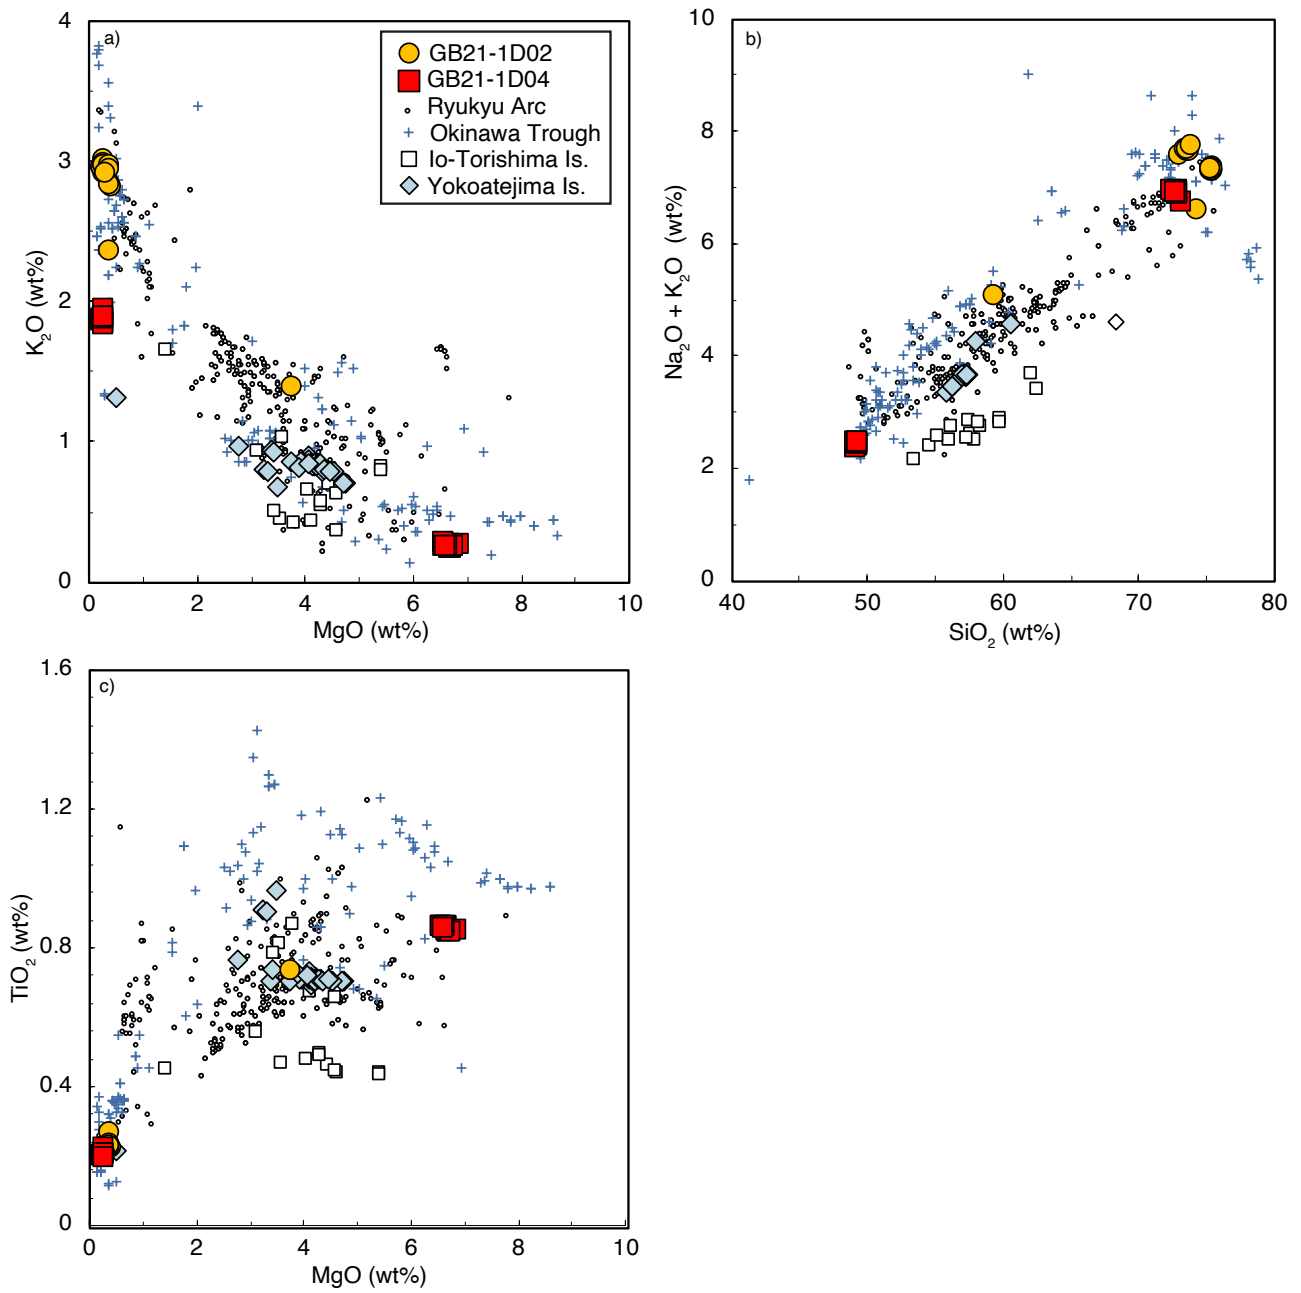 a)
GB21-1D02
GB21-1D04
Ryukyu Arc
Okinawa Trough
Io-Torishima Is.
Yokoatejima Is.
4
3
2
1
0
K₂O (wt%)
0 2 4 6 8 10
MgO (wt%)
b)
10
8
6
4
2
0
Na₂O + K₂O (wt%)
40 50 60 70 80
SiO₂ (wt%)
c)
1.6
1.2
0.8
0.4
0
TiO₂ (wt%)
0 2 4 6 8 10
MgO (wt%)